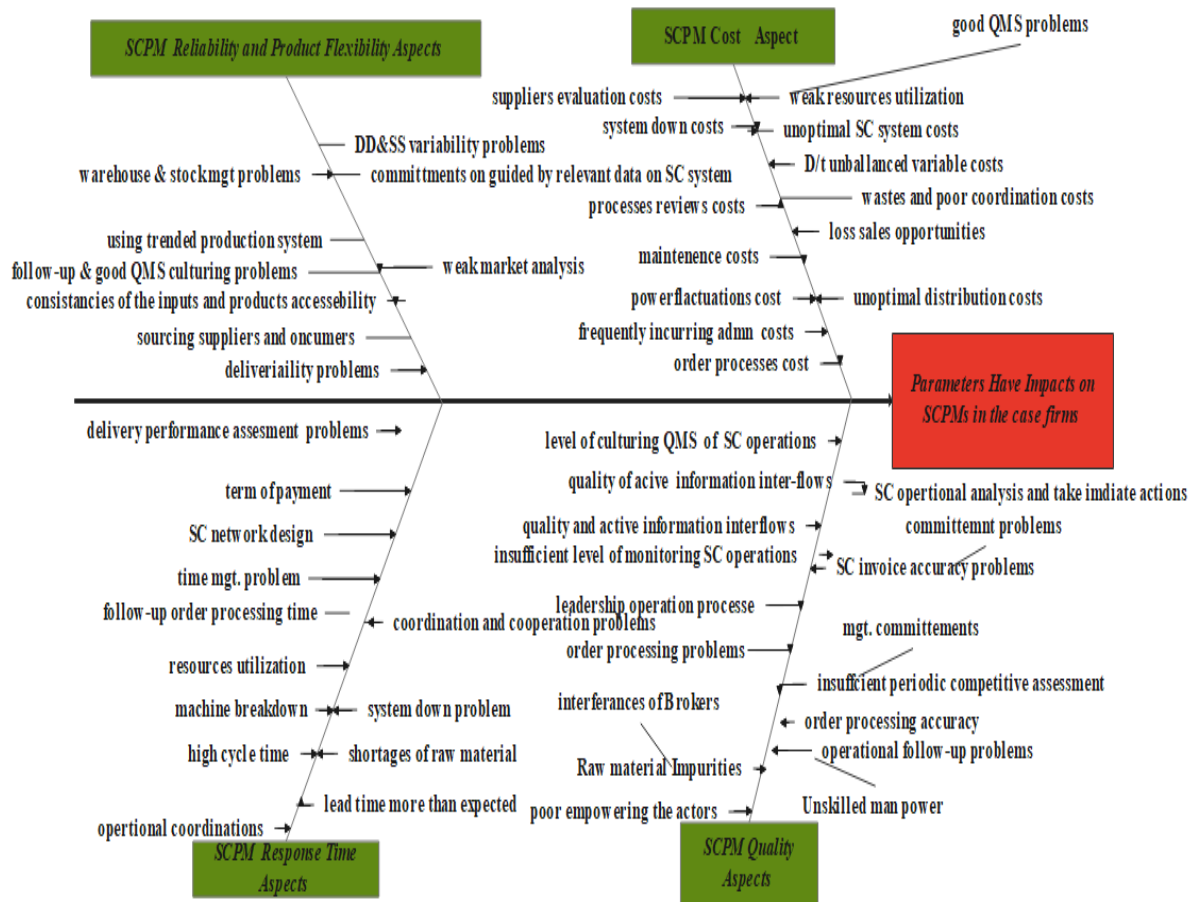 SCPM Reliability and Product Flexibility Aspects
SCPM Cost Aspect
good QMS problems
suppliers evaluation costs
weak resources utilization
system down costs
unoptimal SC system costs
DD&SS variability problems
D/t unballanced variable costs
warehouse & stockmgt problems
committments on guided by relevant data on SC system
wastes and poor coordination costs
processes reviews costs
loss sales opportunities
using trended production system
weak market analysis
maintenence costs
follow-up & good QMS culturing problems
consistancies of the inputs and products accessebility
powerflactuations cost
unoptimal distribution costs
sourcing suppliers and oncumers
frequently incurring admn costs
deliveriaility problems
order processes cost
Parameters Have Impacts on
SCPMs in the case firms
delivery performance assesment problems
level of culturing QMS of SC operations
term of payment
quality of acive information inter-flows
SC opertional analysis and take imdiate actions
SC network design
quality and active information interflows
committemnt problems
insufficient level of monitoring SC operations
SC invoice accuracy problems
time mgt. problem
follow-up order processing time
leadership operation processe
coordination and cooperation problems
mgt. committements
order processing problems
resources utilization
insufficient periodic competitive assessment
interferances of Brokers
machine breakdown
system down problem
order processing accuracy
high cycle time
shortages of raw material
operational follow-up problems
Raw material Impurities
lead time more than expected
Unskilled man power
poor empowering the actors
opertional coordinations
SCPM Response Time
Aspects
SCPM Quality
Aspects